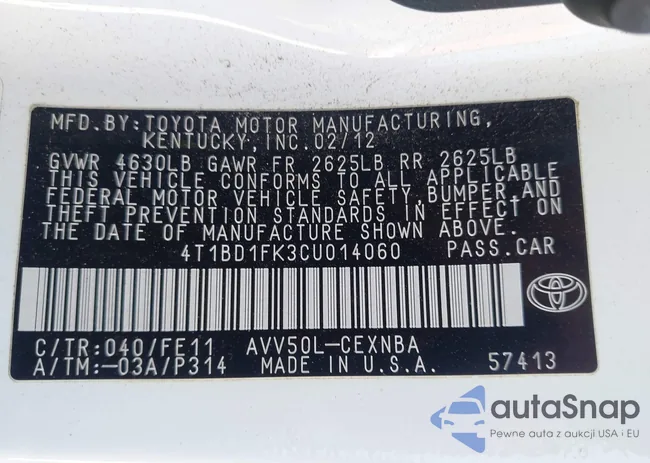 MFD.BY:TOYOTA MOTOR MANUFACTURING,
KENTUCKY,INC.02/12
GVWR 4630LB GAWR FR 2625LB RR 2625LB
THIS VEHICLE CONFORMS TO ALL APPLICABLE
FEDERAL MOTOR VEHICLE SAFETY,BUMPER,AND
THEFT PREVENTION STANDARDS IN EFFECT ON
THE DATE OF MANUFACTURE SHOWN ABOVE.
4T1BD1FK3CU014060 PASS.CAR
C/TR:040/FE11 AVV50L-CEXNBA
A/TM:-03A/P314 MADE IN U.S.A. 57413
autaSnap
Pewne auta z aukcji USA i EU